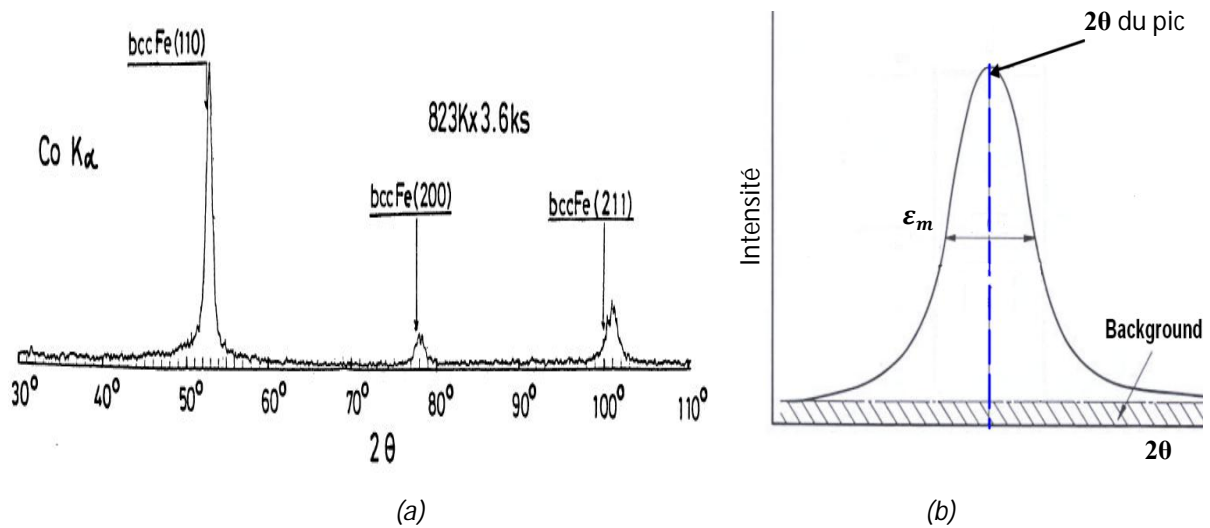 bccFe(110)
Co Kα
823Kx3.6ks
bccFe(200)
bccFe(211)
30° 40° 50° 60° 70° 80° 90° 100° 110°
2θ
(a)
2θ du pic
Intensité
εm
Background
2θ
(b)